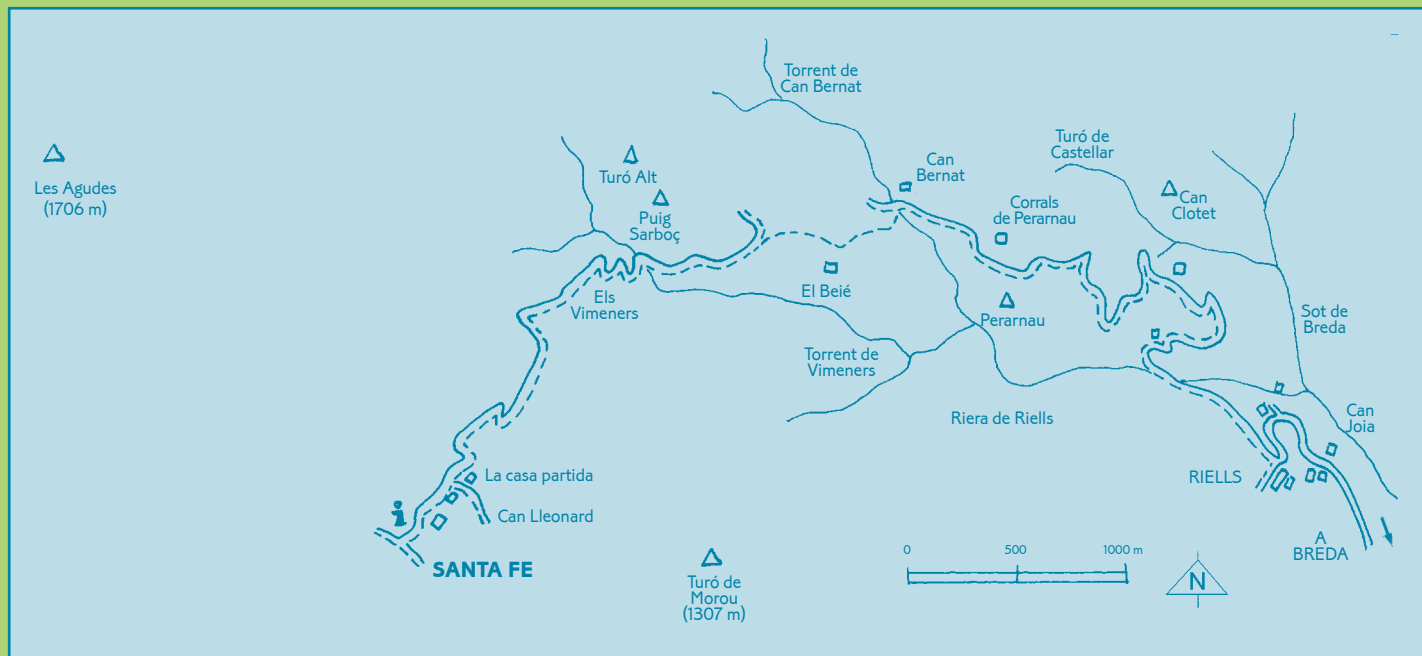 Torrent de
Can Bernat
Les Agudes
(1706 m)
Turó Alt
Puig
Sarboç
Can
Bernat
Turó de
Castellar
Can
Clotet
Corrals
de Perarnau
Els
Vimeners
El Beié
Perarnau
Sot de
Breda
Torrent de
Vimeners
Riera de Riells
Can
Joia
RIELLS
La casa partida
Can Lleonard
SANTA FE
Turó de
Morou
(1307 m)
0 500 1000 m
N
A
BREDA